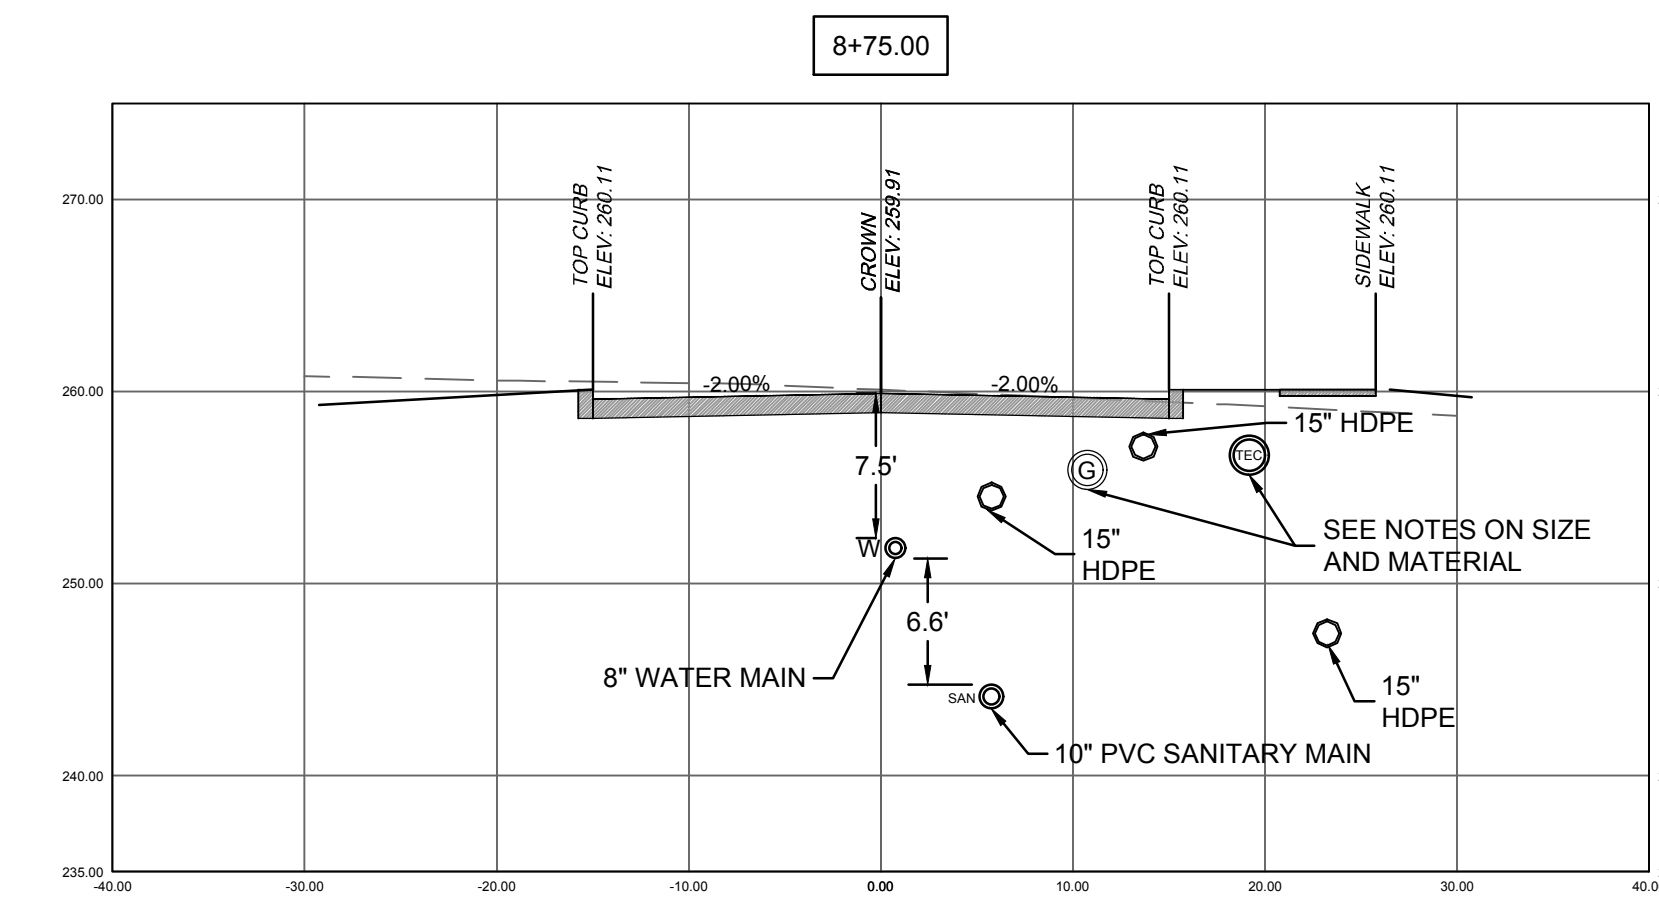 8+75.00
270.00
260.00
250.00
240.00
235.00
TOP CURB
ELEV: 260.11
CROWN
ELEV: 259.91
TOP CURB
ELEV: 260.11
SIDEWALK
ELEV: 260.11
-2.00%
-2.00%
15" HDPE
TEC
7.5'
G
SEE NOTES ON SIZE
AND MATERIAL
15"
HDPE
W
6.6'
8" WATER MAIN
SAN
15"
HDPE
10" PVC SANITARY MAIN
-40.00
-30.00
-20.00
-10.00
0.00
10.00
20.00
30.00
40.0